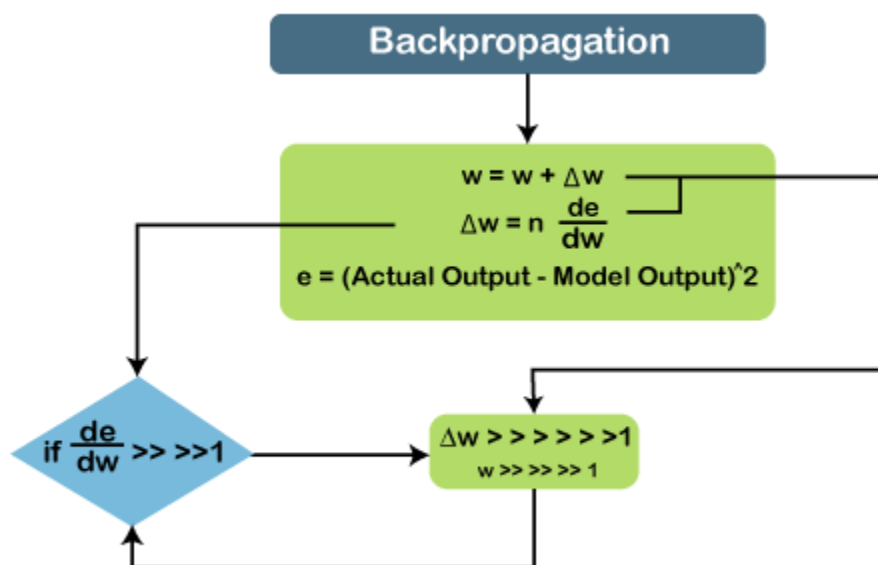 Backpropagation
w = w + Δw
Δw = n de/dw
e = (Actual Output - Model Output)^2
if de/dw >> >>1
Δw > > > > > >1
w >> >> >> 1